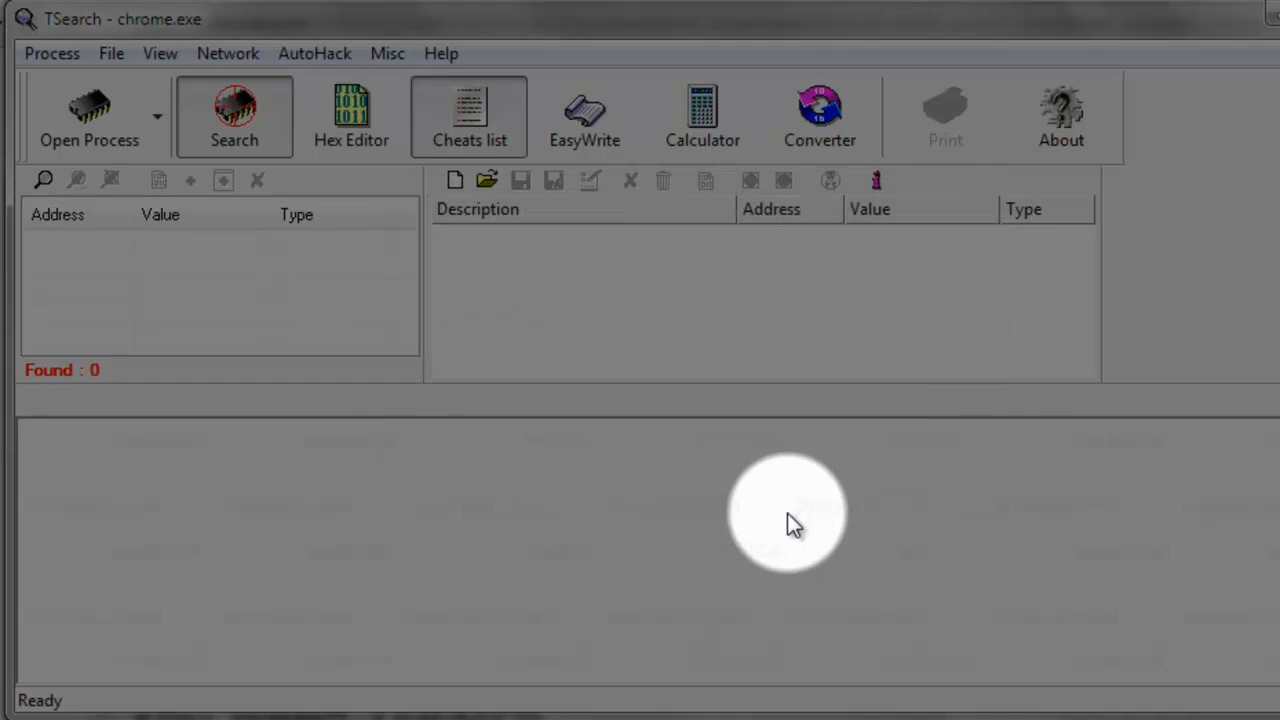 TSearch - chrome.exe
Process File View Network AutoHack Misc Help
Open Process Search Hex Editor Cheats list EasyWrite Calculator Converter Print About
Address Value Type
Description Address Value Type
Found : 0
Ready